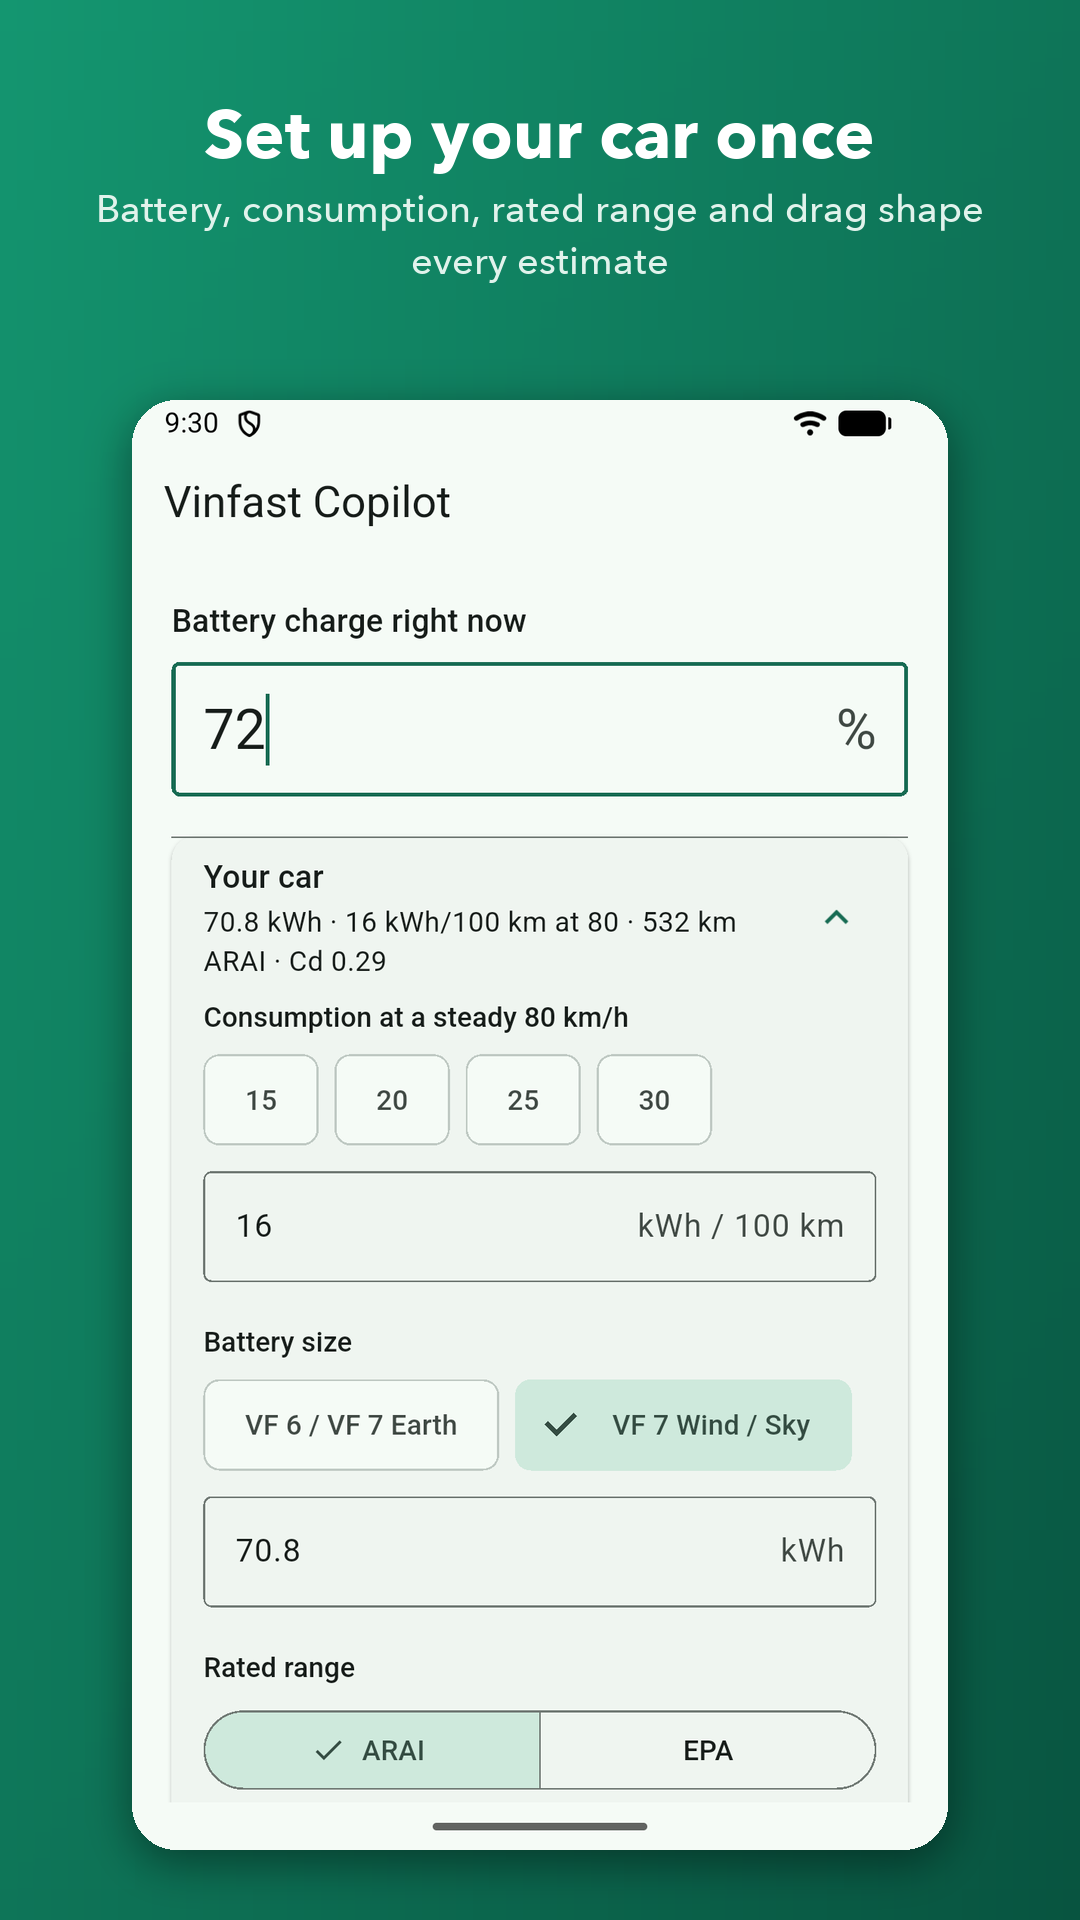 Set up your car once
Battery, consumption, rated range and drag shape
every estimate
9:30
Vinfast Copilot
Battery charge right now
72 %
Your car
70.8 kWh · 16 kWh/100 km at 80 · 532 km
ARAI · Cd 0.29
Consumption at a steady 80 km/h
15 20 25 30
16 kWh / 100 km
Battery size
VF 6 / VF 7 Earth VF 7 Wind / Sky
70.8 kWh
Rated range
ARAI EPA